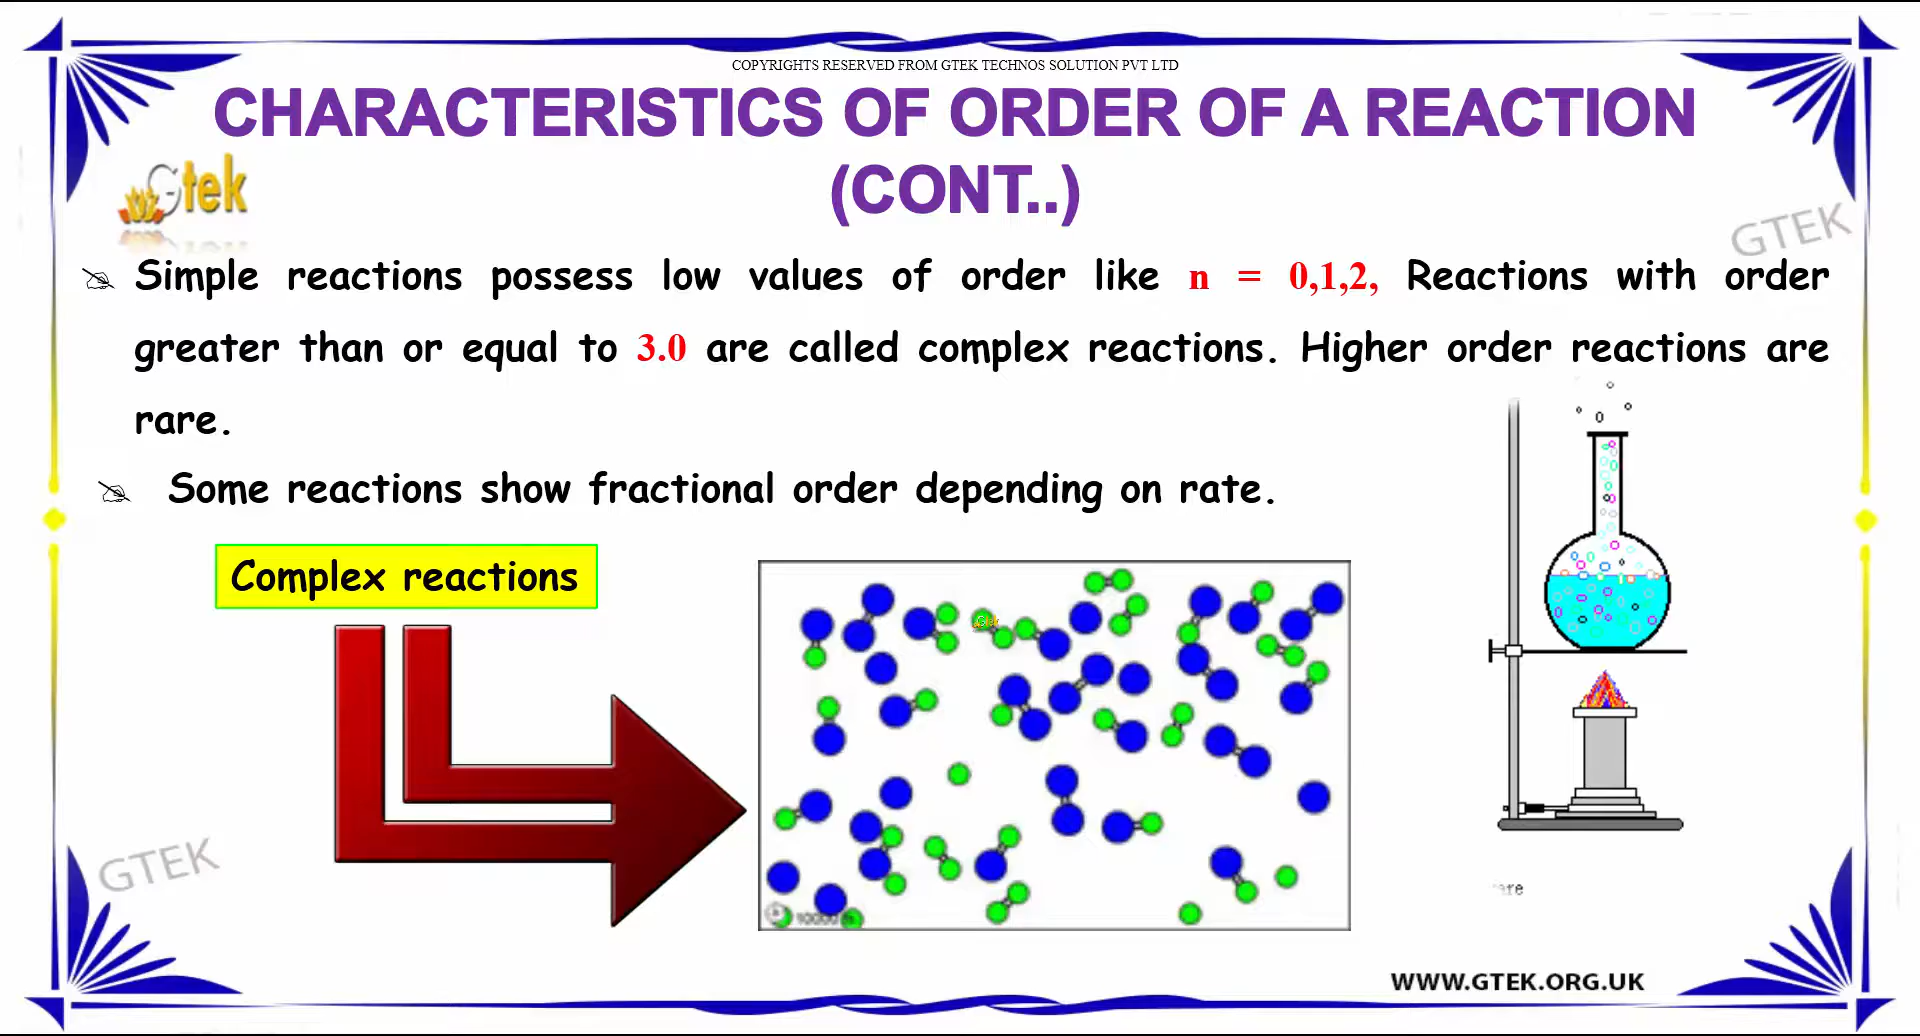 COPYRIGHTS RESERVED FROM GTEK TECHNOS SOLUTION PVT LTD
CHARACTERISTICS OF ORDER OF A REACTION
(CONT..)
Gtek
GTEK
Simple reactions possess low values of order like n = 0,1,2, Reactions with order
greater than or equal to 3.0 are called complex reactions. Higher order reactions are
rare.
Some reactions show fractional order depending on rate.
Complex reactions
Gtek
GTEK
10000
WWW.GTEK.ORG.UK